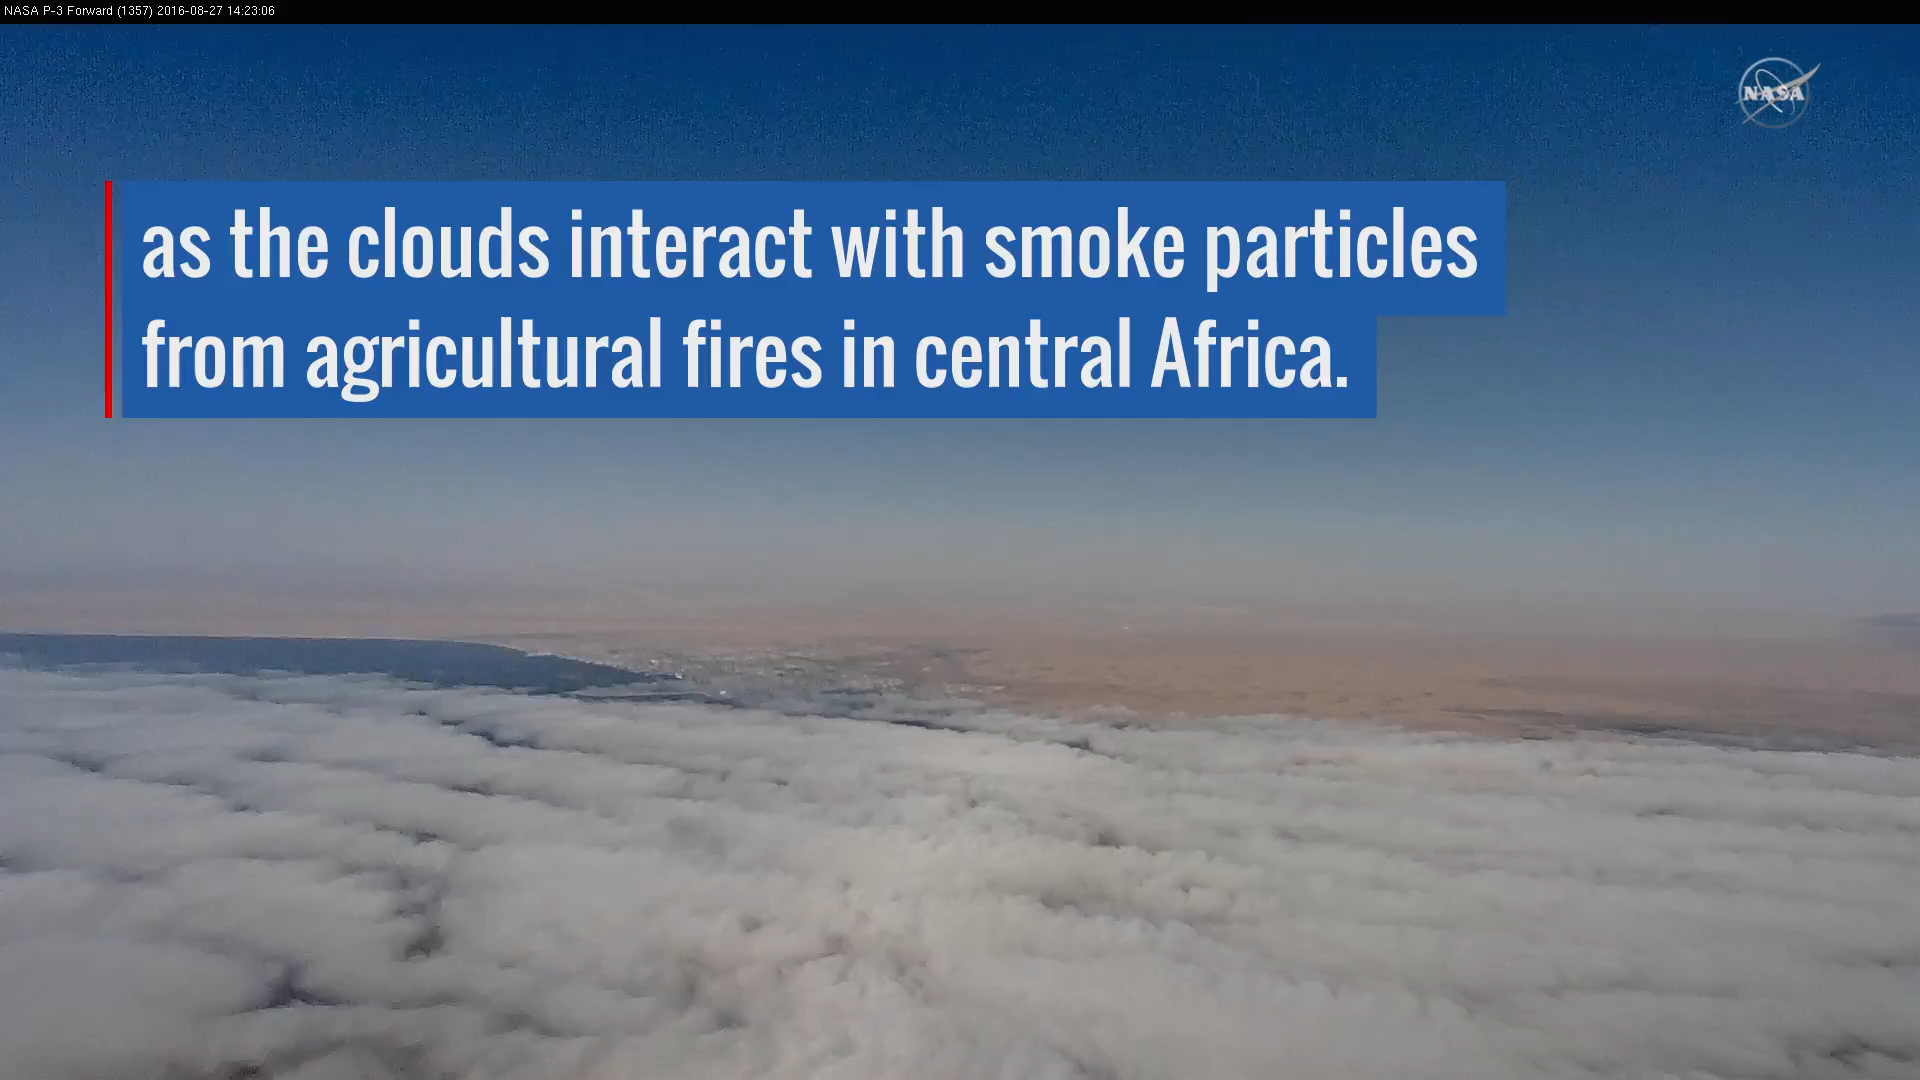 NASA P-3 Forward (1357) 2016-08-27 14:23:06
NASA
as the clouds interact with smoke particles
from agricultural fires in central Africa.